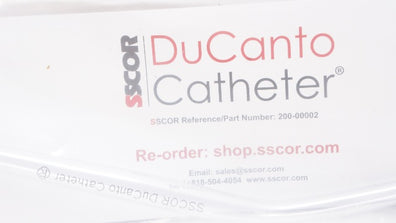 SSCOR
DuCanto
Catheter®
SSCOR Reference/Part Number: 200-00002
Re-order: shop.sscor.com
Email: sales@sscor.com
818-504-4054 www.sscor.com
SSCOR DuCanto Catheter ®